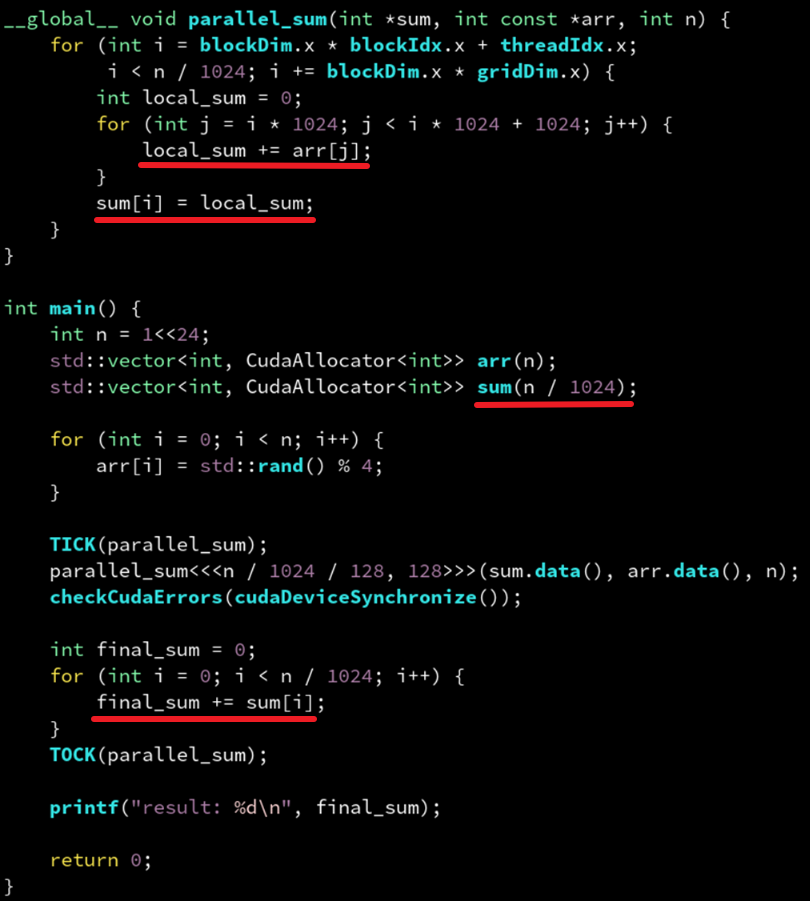 __global__ void parallel_sum(int *sum, int const *arr, int n) {
    for (int i = blockDim.x * blockIdx.x + threadIdx.x;
         i < n / 1024; i += blockDim.x * gridDim.x) {
        int local_sum = 0;
        for (int j = i * 1024; j < i * 1024 + 1024; j++) {
            local_sum += arr[j];
        }
        sum[i] = local_sum;
    }
}

int main() {
    int n = 1<<24;
    std::vector<int, CudaAllocator<int>> arr(n);
    std::vector<int, CudaAllocator<int>> sum(n / 1024);

    for (int i = 0; i < n; i++) {
        arr[i] = std::rand() % 4;
    }

    TICK(parallel_sum);
    parallel_sum<<<n / 1024 / 128, 128>>>(sum.data(), arr.data(), n);
    checkCudaErrors(cudaDeviceSynchronize());

    int final_sum = 0;
    for (int i = 0; i < n / 1024; i++) {
        final_sum += sum[i];
    }
    TOCK(parallel_sum);

    printf("result: %d\n", final_sum);

    return 0;
}